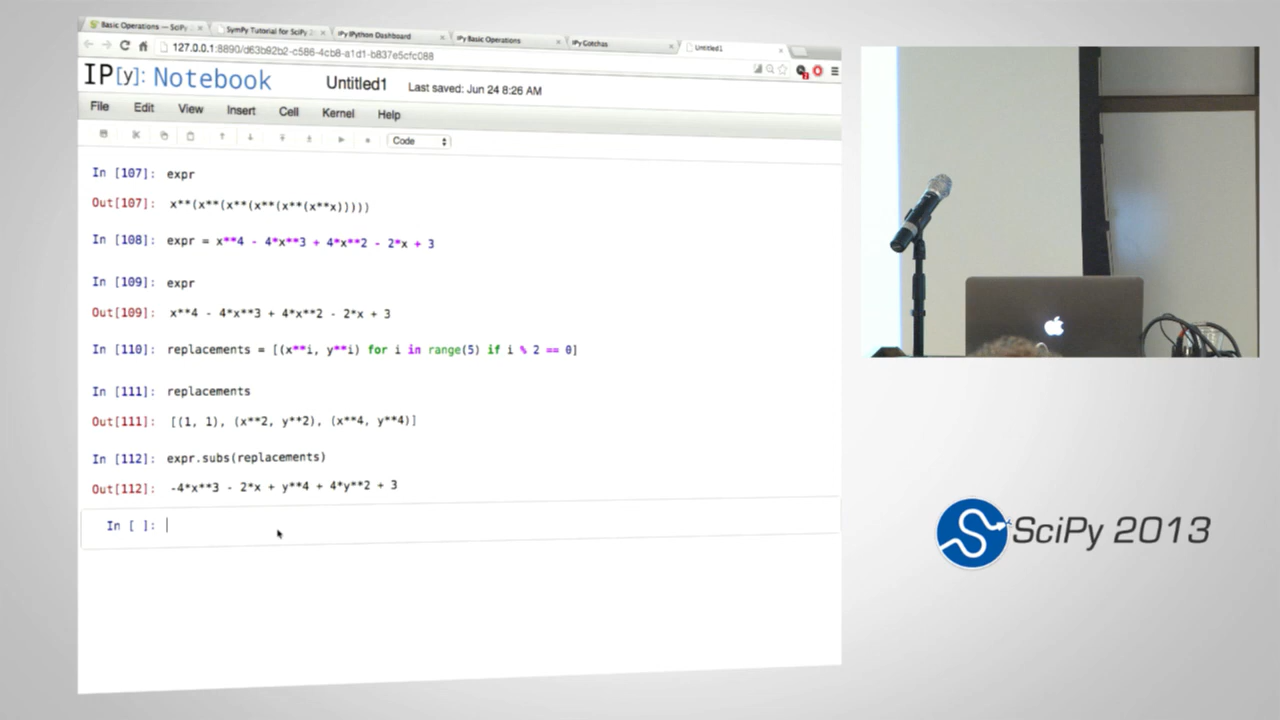 Basic Operations — SciPy
SymPy Tutorial for SciPy 2
IPy IPython Dashboard
IPy Basic Operations
IPy Gotchas
Untitled1
127.0.0.1:8890/d63b92b2-c586-4cb8-a1d1-b837e5cfc088
IP[y]: Notebook
Untitled1
Last saved: Jun 24 8:26 AM
File Edit View Insert Cell Kernel Help
Code
In [107]: expr
Out[107]: x**(x**(x**(x**(x**(x**x)))))
In [108]: expr = x**4 - 4*x**3 + 4*x**2 - 2*x + 3
In [109]: expr
Out[109]: x**4 - 4*x**3 + 4*x**2 - 2*x + 3
In [110]: replacements = [(x**i, y**i) for i in range(5) if i % 2 == 0]
In [111]: replacements
Out[111]: [(1, 1), (x**2, y**2), (x**4, y**4)]
In [112]: expr.subs(replacements)
Out[112]: -4*x**3 - 2*x + y**4 + 4*y**2 + 3
In [ ]:
SciPy 2013